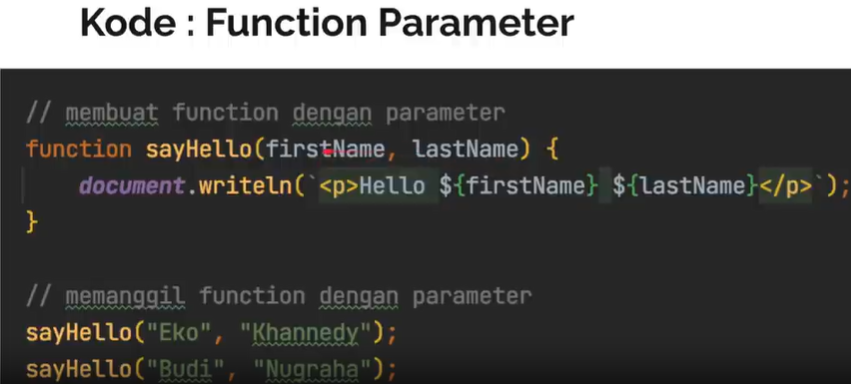 Kode : Function Parameter
// membuat function dengan parameter
function sayHello(firstName, lastName) {
document.writeln(`<p>Hello ${firstName} ${lastName}</p>`);
}
// memanggil function dengan parameter
sayHello("Eko", "Khannedy");
sayHello("Budi", "Nugraha");